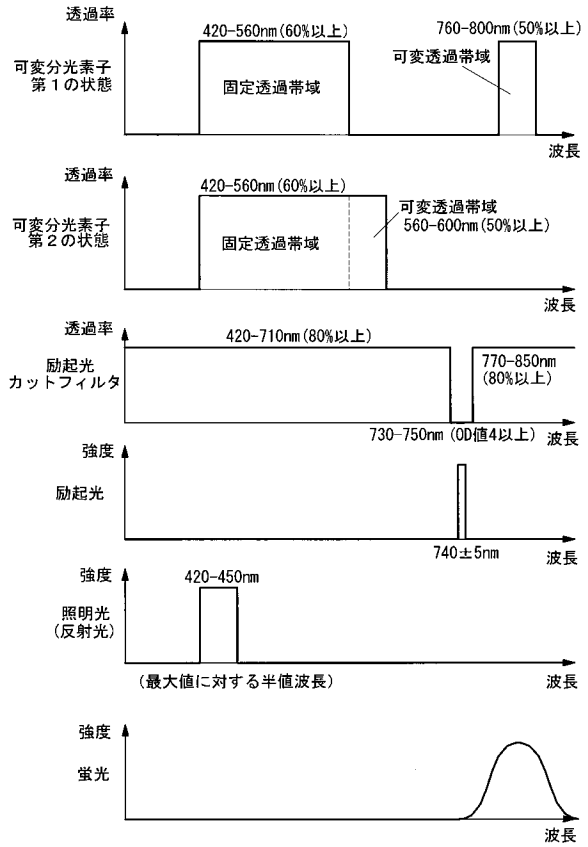 透過率
420-560nm(60%以上)
760-800nm(50%以上)
可変分光素子
第1の状態
固定透過帯域
可変透過帯域
波長
透過率
420-560nm(60%以上)
可変分光素子
第2の状態
固定透過帯域
可変透過帯域
560-600nm(50%以上)
波長
透過率
420-710nm(80%以上)
励起光
カットフィルタ
770-850nm
(80%以上)
730-750nm(OD値4以上)
波長
強度
励起光
740±5nm
波長
強度
420-450nm
照明光
(反射光)
(最大値に対する半値波長)
波長
強度
蛍光
波長